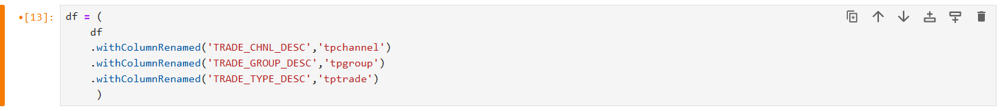 •[13]: df = (
    df
    .withColumnRenamed('TRADE_CHNL_DESC','tpchannel')
    .withColumnRenamed('TRADE_GROUP_DESC','tpgroup')
    .withColumnRenamed('TRADE_TYPE_DESC','tptrade')
     )